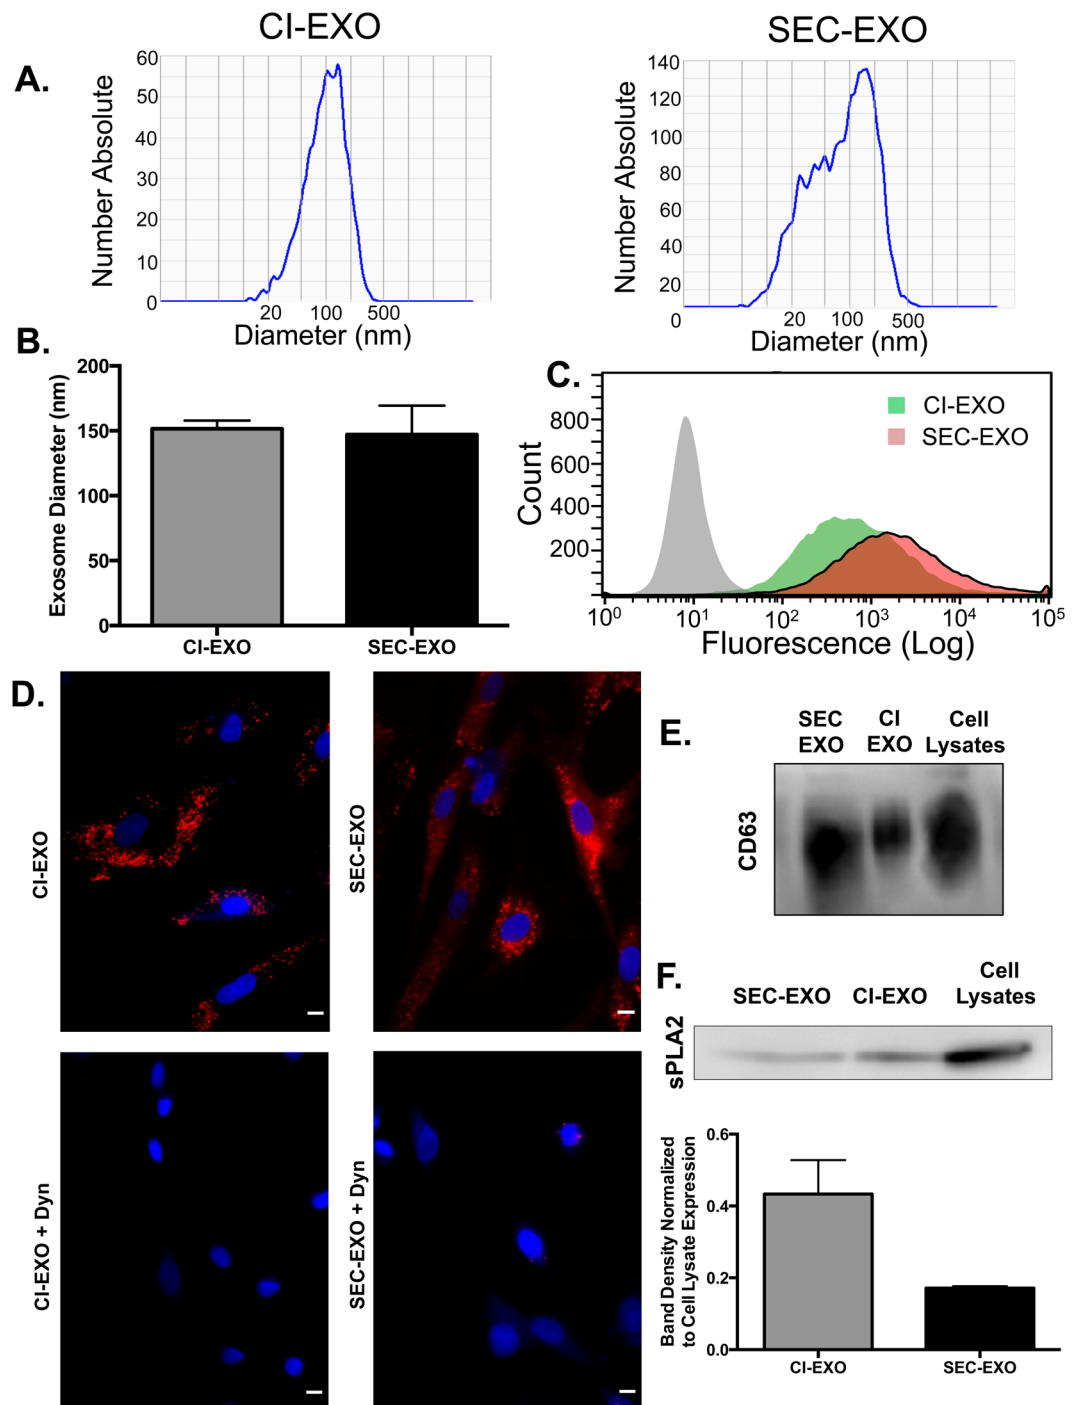 CI-EXO
SEC-EXO
A.
Number Absolute
60
50
40
30
20
10
0
20
100
500
Diameter (nm)
Number Absolute
140
120
100
80
60
40
20
0
20
100
500
Diameter (nm)
B.
Exosome Diameter (nm)
200
150
100
50
0
CI-EXO
SEC-EXO
C.
Count
800
600
400
200
CI-EXO
SEC-EXO
10⁰
10¹
10²
10³
10⁴
10⁵
Fluorescence (Log)
D.
CI-EXO
SEC-EXO
CI-EXO + Dyn
SEC-EXO + Dyn
E.
SEC
EXO
CI
EXO
Cell
Lysates
CD63
F.
SEC-EXO
CI-EXO
Cell
Lysates
sPLA2
Band Density Normalized
to Cell Lysate Expression
0.6
0.4
0.2
0.0
CI-EXO
SEC-EXO